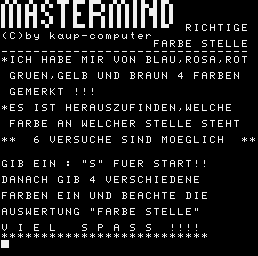 MASTERMIND
RICHTIGE
(C)by kaup-computer
FARBE STELLE
*ICH HABE MIR VON BLAU,ROSA,ROT
GRUEN,GELB UND BRAUN 4 FARBEN
GEMERKT !!!
*ES IST HERAUSZUFINDEN,WELCHE
FARBE AN WELCHER STELLE STEHT
** 6 VERSUCHE SIND MOEGLICH **
GIB EIN : "S" FUER START!!
DANACH GIB 4 VERSCHIEDENE
FARBEN EIN UND BEACHTE DIE
AUSWERTUNG "FARBE STELLE"
V I E L   S P A S S  !!!!
**************************